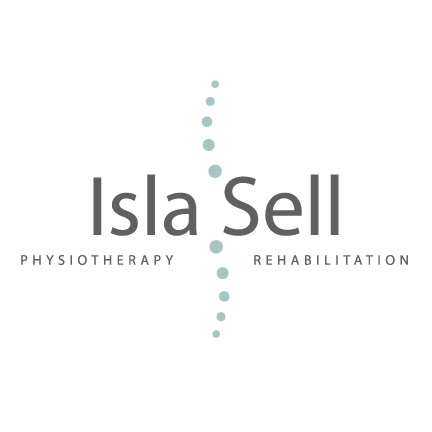 Isla Sell
PHYSIOTHERAPY REHABILITATION